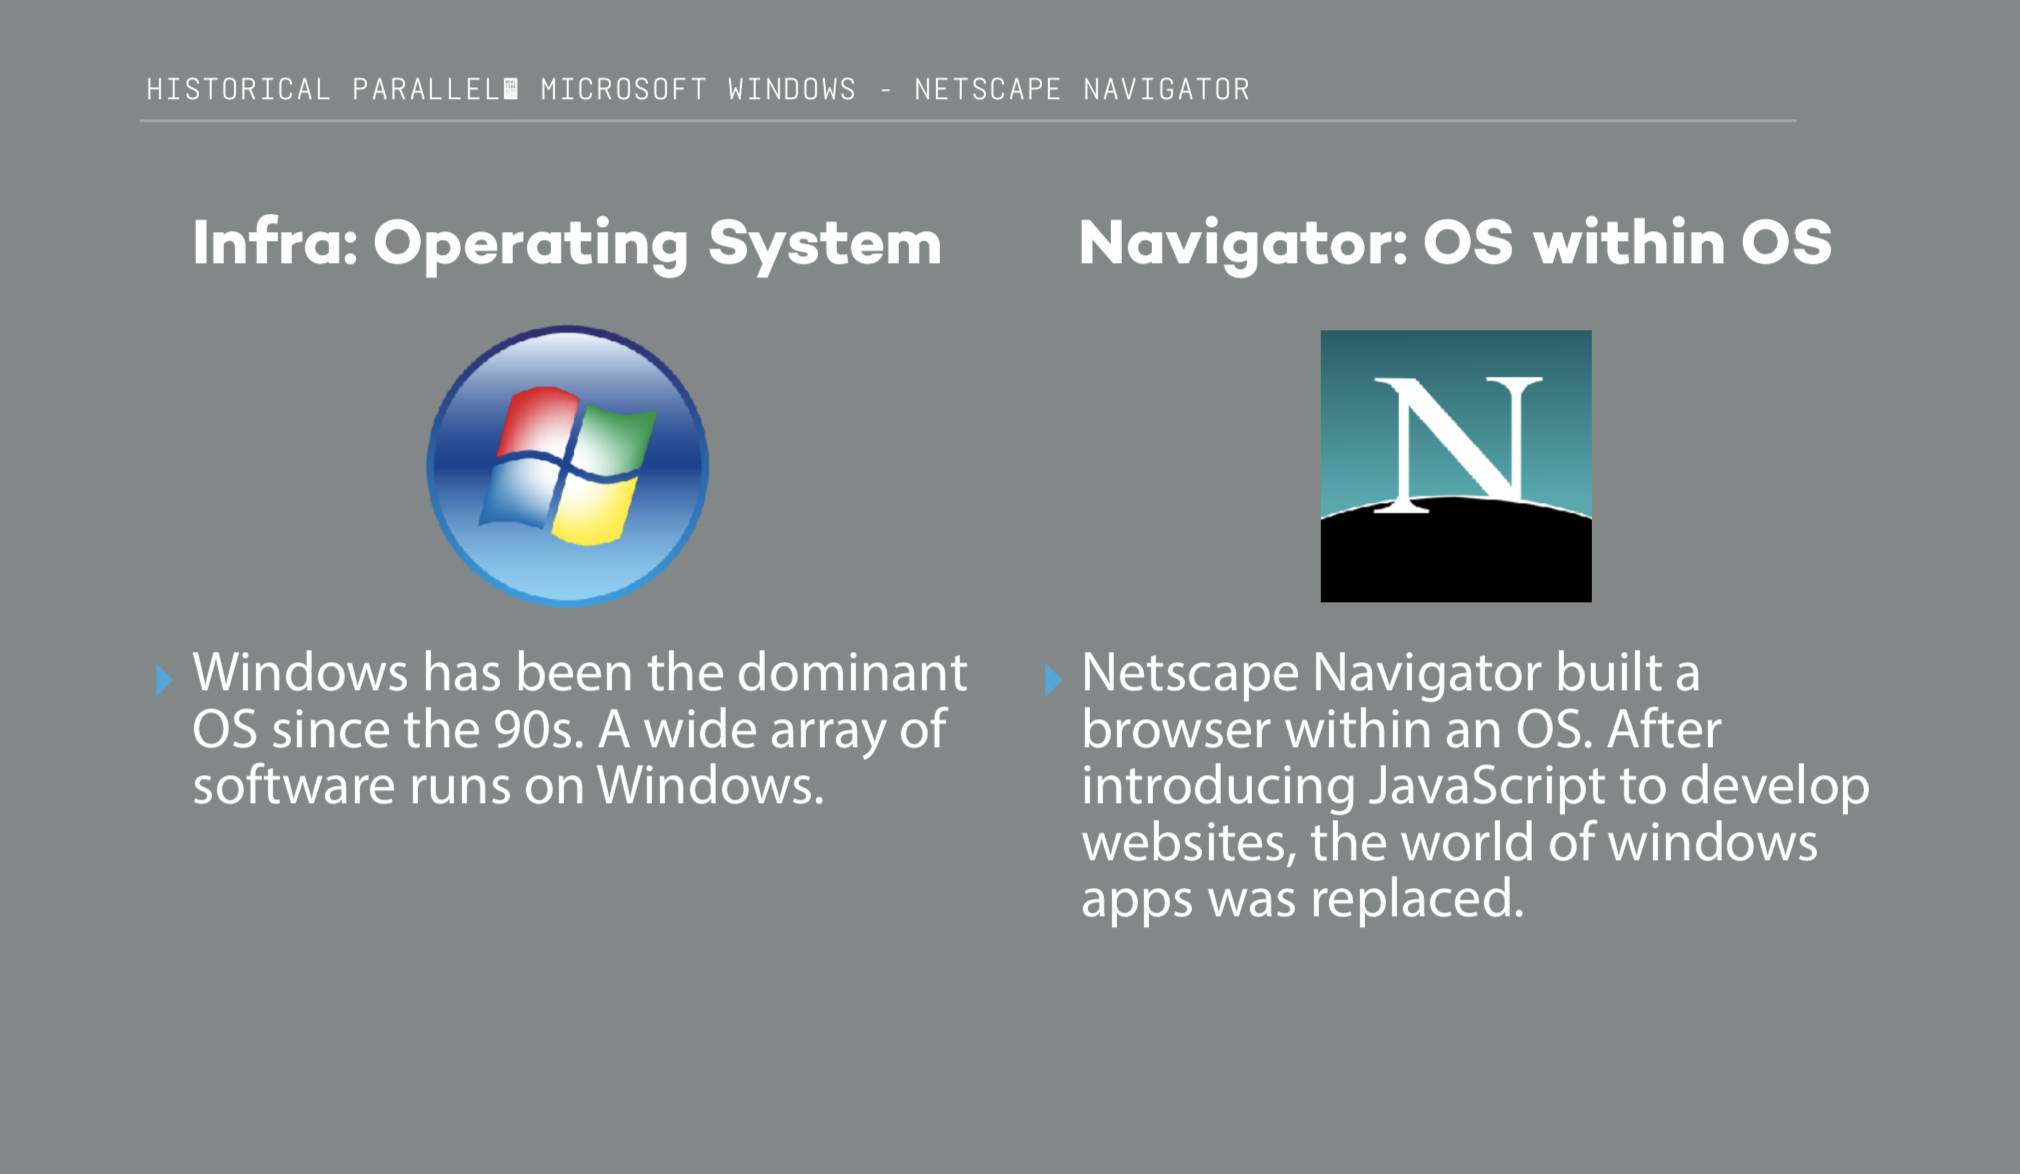 HISTORICAL PARALLEL MICROSOFT WINDOWS - NETSCAPE NAVIGATOR
Infra: Operating System
Windows has been the dominant
OS since the 90s. A wide array of
software runs on Windows.
Navigator: OS within OS
N
Netscape Navigator built a
browser within an OS. After
introducing JavaScript to develop
websites, the world of windows
apps was replaced.